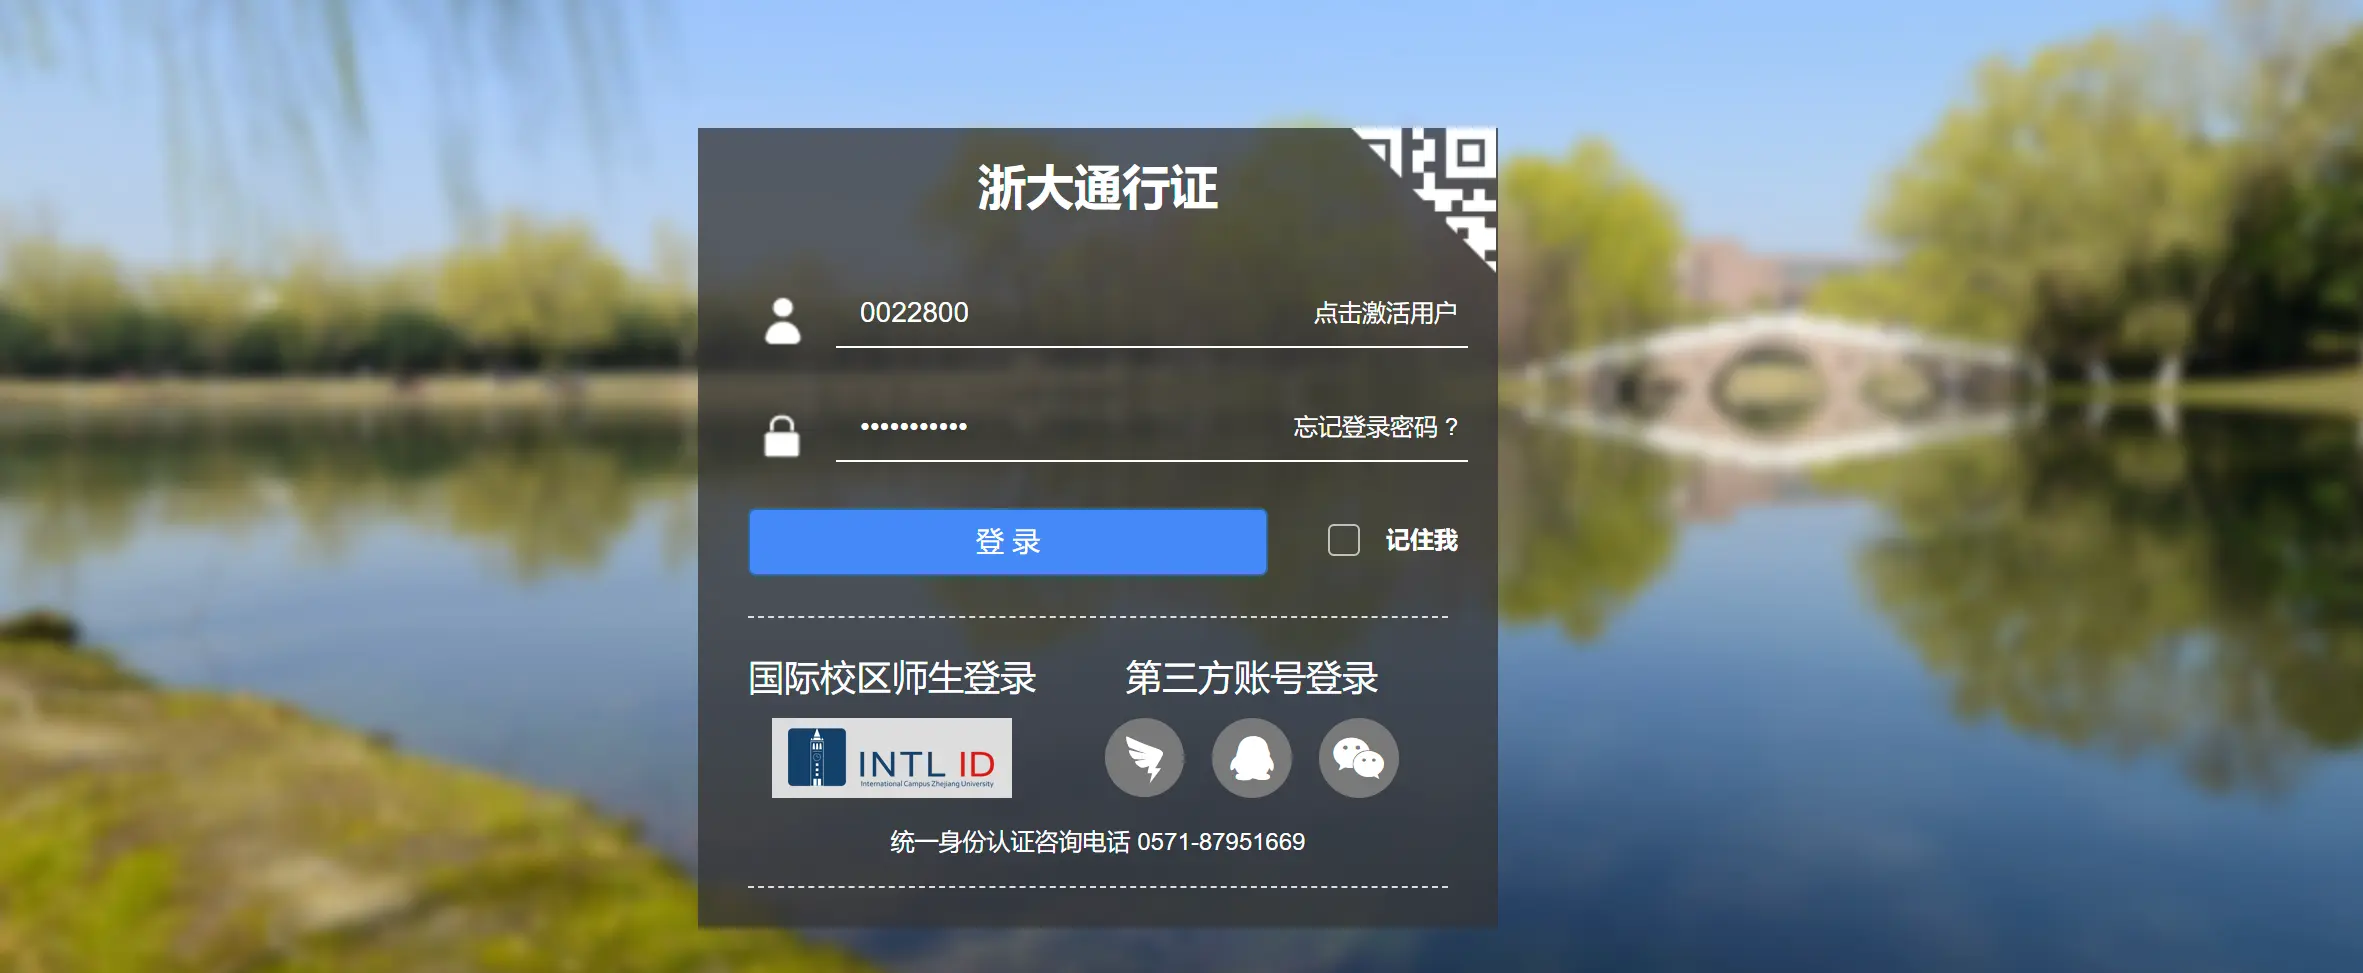 浙大通行证
0022800
点击激活用户
•••••••••••
忘记登录密码？
登 录
记住我
国际校区师生登录
第三方账号登录
INTL ID
International Campus Zhejiang University
统一身份认证咨询电话 0571-87951669